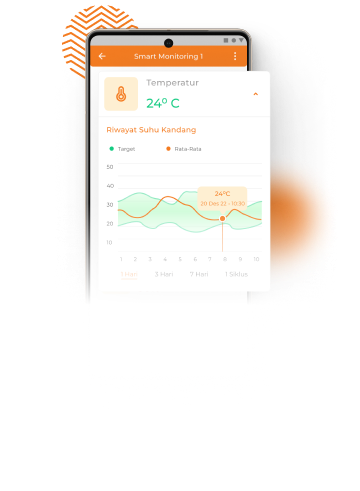 Smart Monitoring 1
Temperatur
24° C
Riwayat Suhu Kandang
Target
Rata-Rata
50
40
30
20
10
24°C
20 Des 22 - 10:30
1 2 3 4 5 6 7 8 9 10
1 Hari 3 Hari 7 Hari 1 Siklus